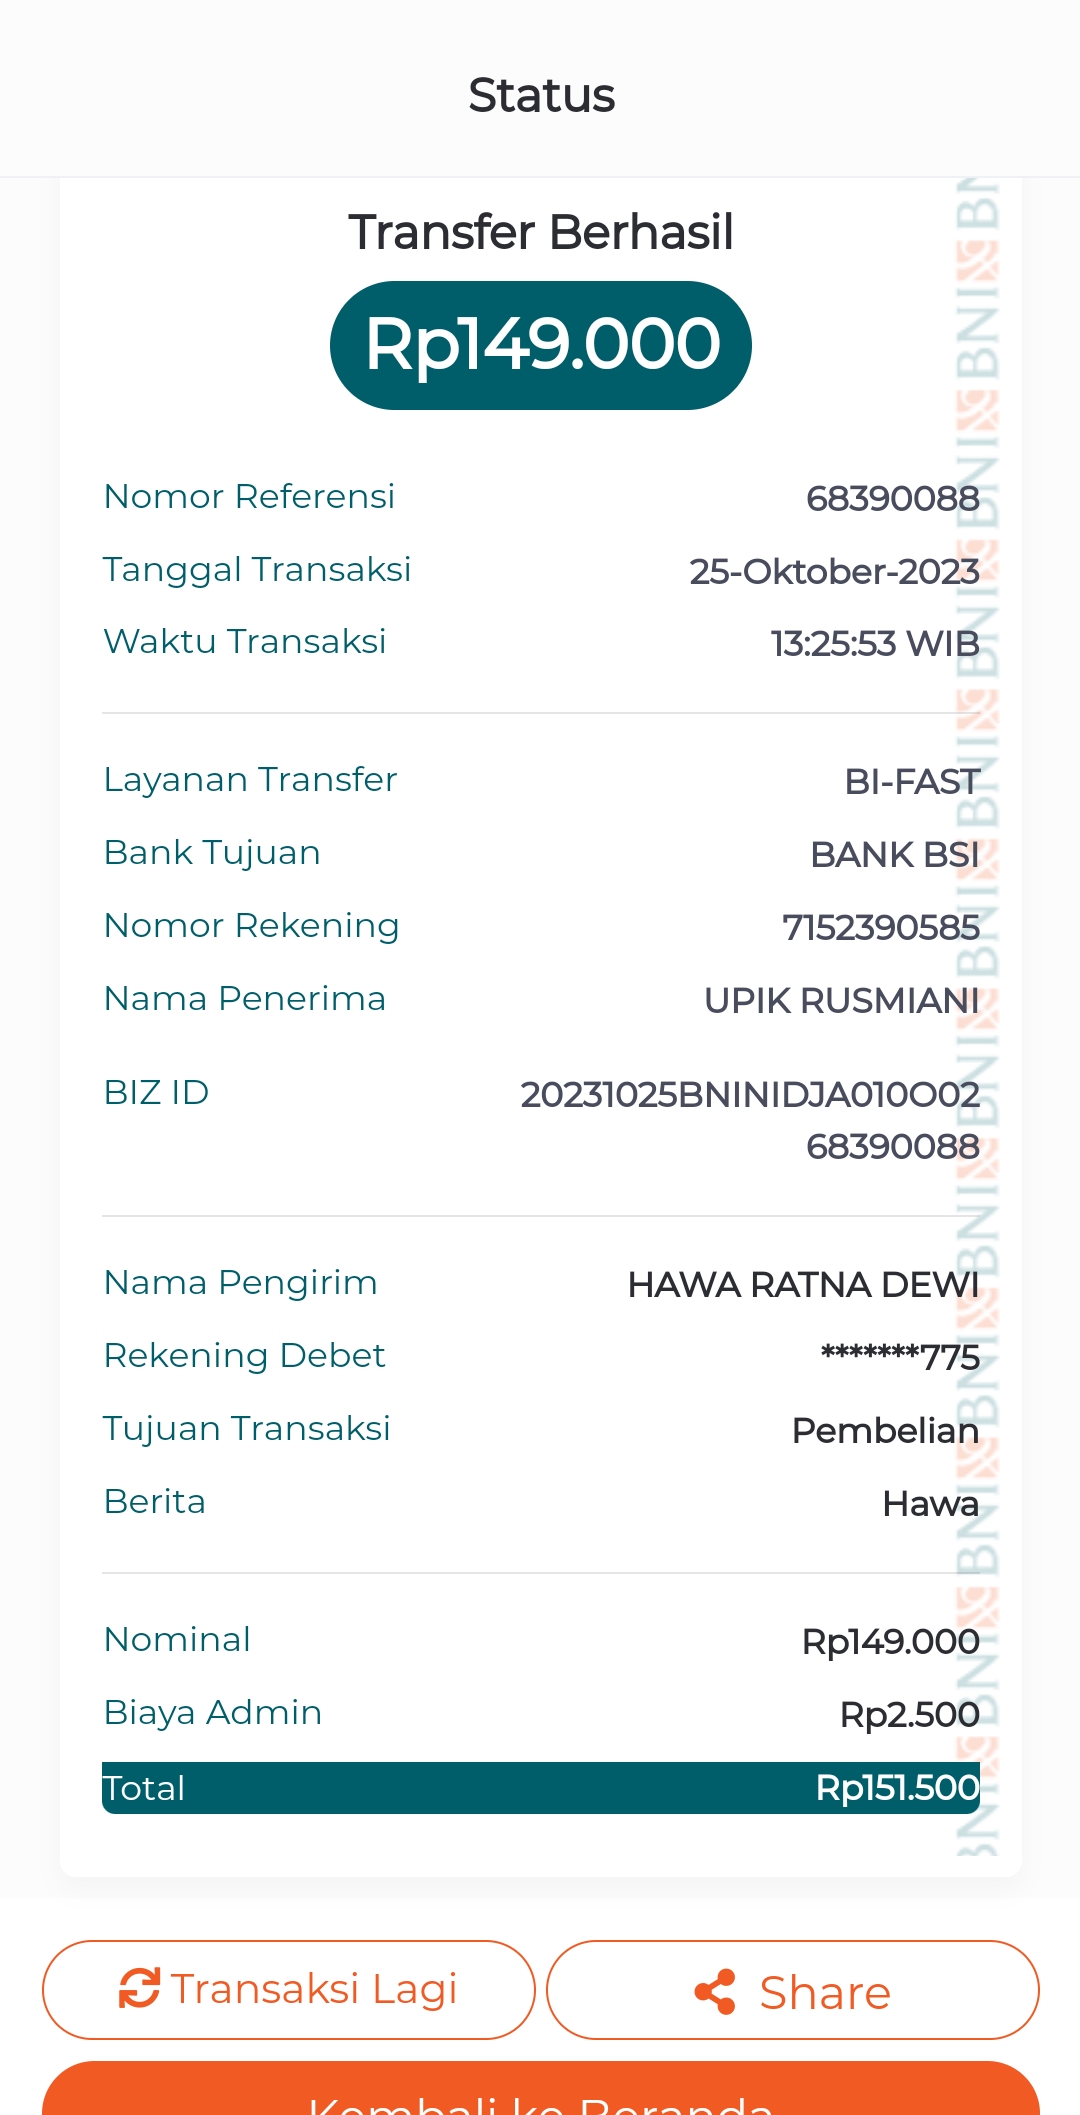 Status
Transfer Berhasil
Rp149.000
Nomor Referensi 68390088
Tanggal Transaksi 25-Oktober-2023
Waktu Transaksi 13:25:53 WIB
Layanan Transfer BI-FAST
Bank Tujuan BANK BSI
Nomor Rekening 7152390585
Nama Penerima UPIK RUSMIANI
BIZ ID 20231025BNINIDJA010O02
68390088
Nama Pengirim HAWA RATNA DEWI
Rekening Debet *******775
Tujuan Transaksi Pembelian
Berita Hawa
Nominal Rp149.000
Biaya Admin Rp2.500
Total Rp151.500
BNI BNI BNI BNI BNI BNI BNI BNI BNI BNI BNI BNI
Transaksi Lagi
Share
Kembali ke Beranda